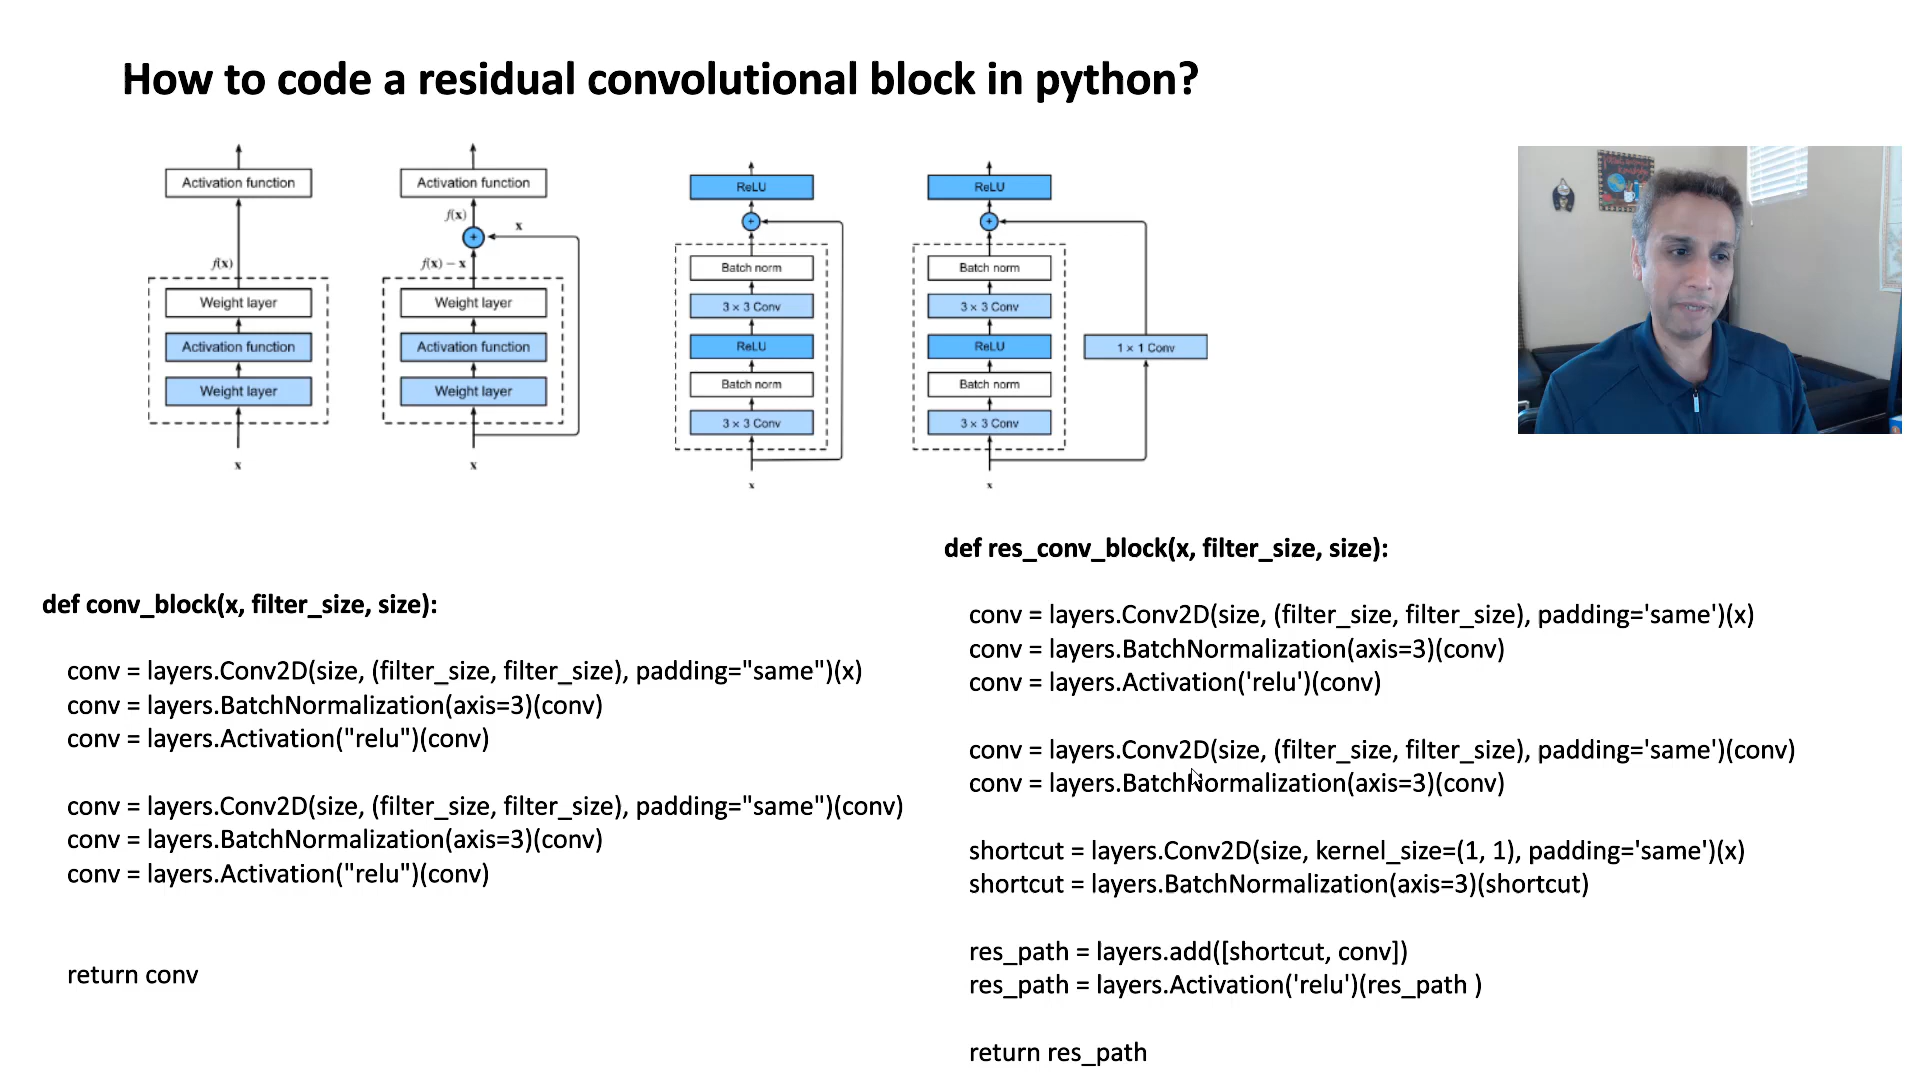 How to code a residual convolutional block in python?
Activation function
f(x)
Weight layer
Activation function
Weight layer
x
Activation function
f(x)
x
+
f(x) – x
Weight layer
Activation function
Weight layer
x
ReLU
+
Batch norm
3 × 3 Conv
ReLU
Batch norm
3 × 3 Conv
x
ReLU
+
Batch norm
3 × 3 Conv
ReLU
Batch norm
3 × 3 Conv
x
1 × 1 Conv
def conv_block(x, filter_size, size):
conv = layers.Conv2D(size, (filter_size, filter_size), padding="same")(x)
conv = layers.BatchNormalization(axis=3)(conv)
conv = layers.Activation("relu")(conv)
conv = layers.Conv2D(size, (filter_size, filter_size), padding="same")(conv)
conv = layers.BatchNormalization(axis=3)(conv)
conv = layers.Activation("relu")(conv)
return conv
def res_conv_block(x, filter_size, size):
conv = layers.Conv2D(size, (filter_size, filter_size), padding='same')(x)
conv = layers.BatchNormalization(axis=3)(conv)
conv = layers.Activation('relu')(conv)
conv = layers.Conv2D(size, (filter_size, filter_size), padding='same')(conv)
conv = layers.BatchNormalization(axis=3)(conv)
shortcut = layers.Conv2D(size, kernel_size=(1, 1), padding='same')(x)
shortcut = layers.BatchNormalization(axis=3)(shortcut)
res_path = layers.add([shortcut, conv])
res_path = layers.Activation('relu')(res_path )
return res_path